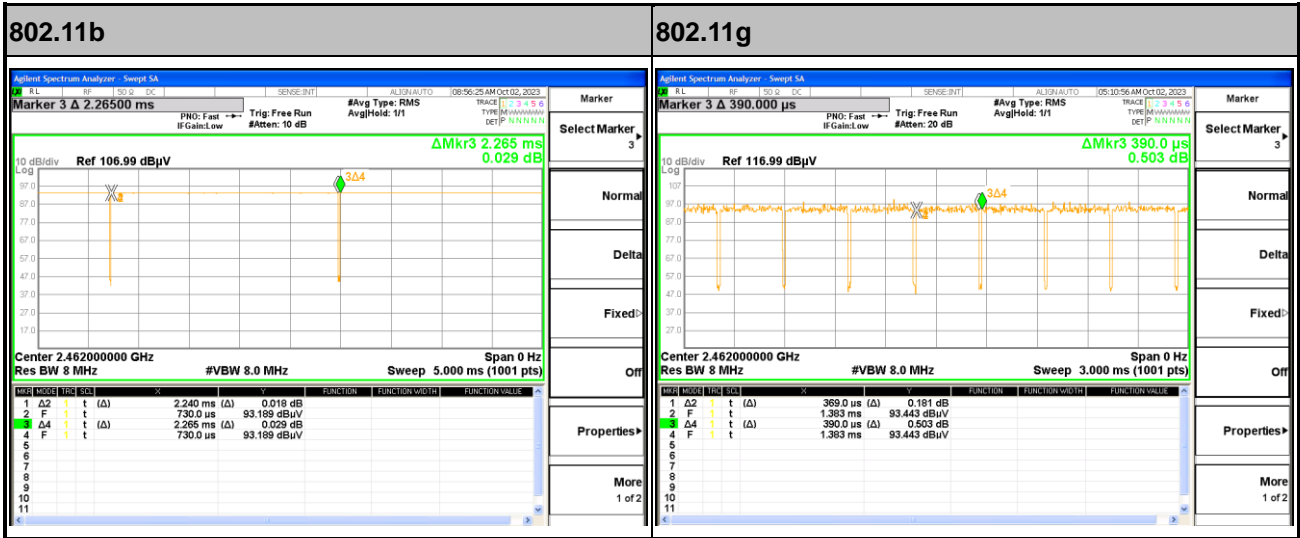 802.11b
Agilent Spectrum Analyzer - Swept SA
RL RF 50 Ω DC SENSE:INT ALIGN AUTO 08:56:25 AM Oct 02, 2023
Marker 3 Δ 2.26500 ms
PNO: Fast
IFGain:Low
Trig: Free Run
#Atten: 10 dB
#Avg Type: RMS
Avg|Hold: 1/1
TRACE 1 2 3 4 5 6
TYPE MWWWWW
DET P NNNNN
ΔMkr3 2.265 ms
0.029 dB
10 dB/div Ref 106.99 dBµV
Log
97.0
87.0
77.0
67.0
57.0
47.0
37.0
27.0
17.0
3Δ4
Center 2.462000000 GHz Span 0 Hz
Res BW 8 MHz #VBW 8.0 MHz Sweep 5.000 ms (1001 pts)
MKR MODE TRC SCL X Y FUNCTION FUNCTION WIDTH FUNCTION VALUE
1 Δ2 1 t (Δ) 2.240 ms (Δ) 0.018 dB
2 F 1 t 730.0 µs 93.189 dBuV
3 Δ4 1 t (Δ) 2.265 ms (Δ) 0.029 dB
4 F 1 t 730.0 µs 93.189 dBuV
5
6
7
8
9
10
11
Marker
Select Marker
3
Normal
Delta
Fixed
Off
Properties
More
1 of 2
802.11g
Agilent Spectrum Analyzer - Swept SA
RL RF 50 Ω DC SENSE:INT ALIGN AUTO 05:10:56 AM Oct 02, 2023
Marker 3 Δ 390.000 µs
PNO: Fast
IFGain:Low
Trig: Free Run
#Atten: 20 dB
#Avg Type: RMS
Avg|Hold: 1/1
TRACE 1 2 3 4 5 6
TYPE MWWWWW
DET P NNNNN
ΔMkr3 390.0 µs
0.503 dB
10 dB/div Ref 116.99 dBµV
Log
107
97.0
87.0
77.0
67.0
57.0
47.0
37.0
27.0
3Δ4
Center 2.462000000 GHz Span 0 Hz
Res BW 8 MHz #VBW 8.0 MHz Sweep 3.000 ms (1001 pts)
MKR MODE TRC SCL X Y FUNCTION FUNCTION WIDTH FUNCTION VALUE
1 Δ2 1 t (Δ) 369.0 µs (Δ) 0.181 dB
2 F 1 t 1.383 ms 93.443 dBuV
3 Δ4 1 t (Δ) 390.0 µs (Δ) 0.503 dB
4 F 1 t 1.383 ms 93.443 dBuV
5
6
7
8
9
10
11
Marker
Select Marker
3
Normal
Delta
Fixed
Off
Properties
More
1 of 2